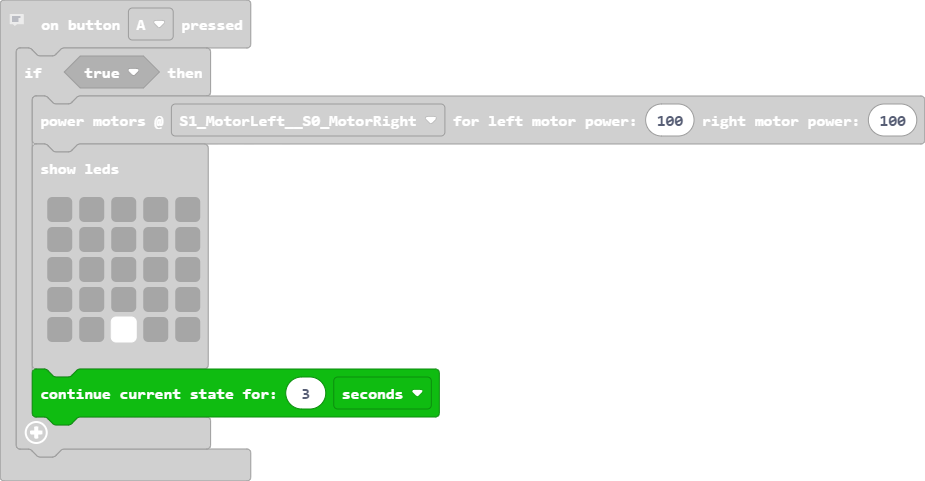 on button A pressed
if true then
power motors @ S1_MotorLeft__S0_MotorRight for left motor power: 100 right motor power: 100
show leds
continue current state for: 3 seconds